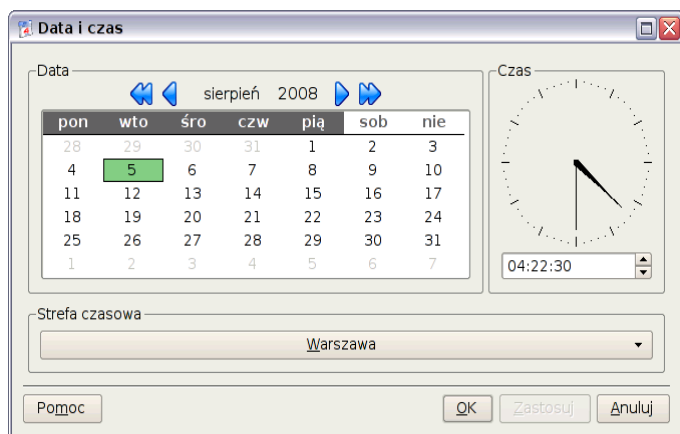 Data i czas
Data
sierpień 2008
pon wto śro czw pią sob nie
28 29 30 31 1 2 3
4 5 6 7 8 9 10
11 12 13 14 15 16 17
18 19 20 21 22 23 24
25 26 27 28 29 30 31
1 2 3 4 5 6 7
Czas
04:22:30
Strefa czasowa
Warszawa
Pomoc
OK
Zastosuj
Anuluj